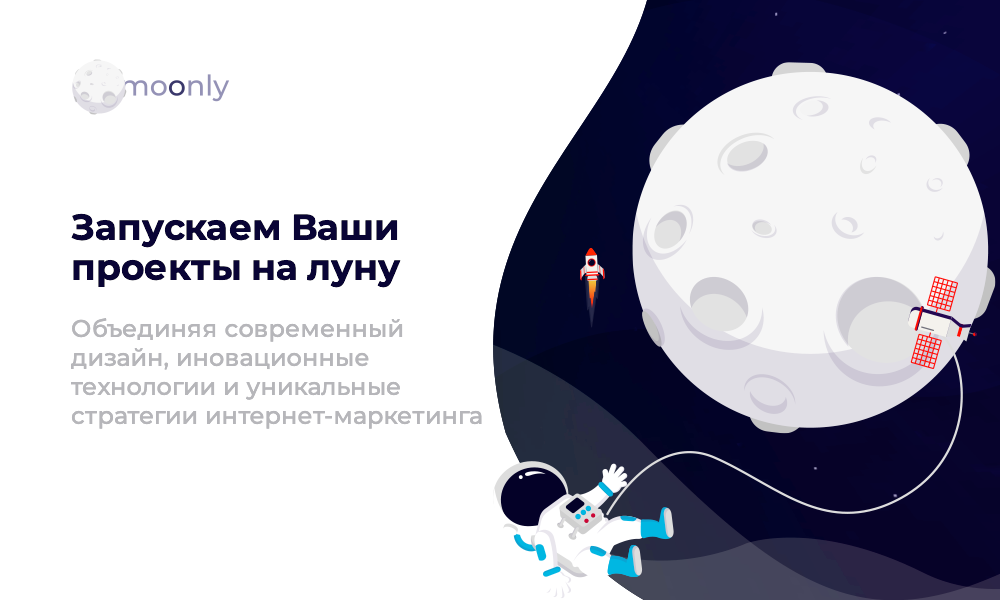 moonly
Запускаем Ваши
проекты на луну
Объединяя современный
дизайн, иновационные
технологии и уникальные
стратегии интернет-маркетинга